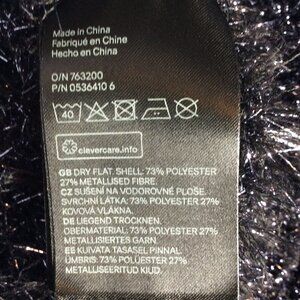 Made in China
Fabriqué en Chine
Hecho en China
O/N 763200
P/N 0536410 6
40
clevercare.info
GB DRY FLAT. SHELL: 73% POLYESTER
27% METALLISED FIBRE.
CZ SUŠENÍ NA VODOROVNÉ PLOŠE.
SVRCHNÍ LÁTKA: 73% POLYESTER 27%
KOVOVÁ VLÁKNA.
DE LIEGEND TROCKNEN.
OBERMATERIAL: 73% POLYESTER 27%
METALLISIERTES GARN.
EE KUIVATA TASASEL PINNAL.
ÜMBRIS: 73% POLÜESTER 27%
METALLISEERITUD KIUD.